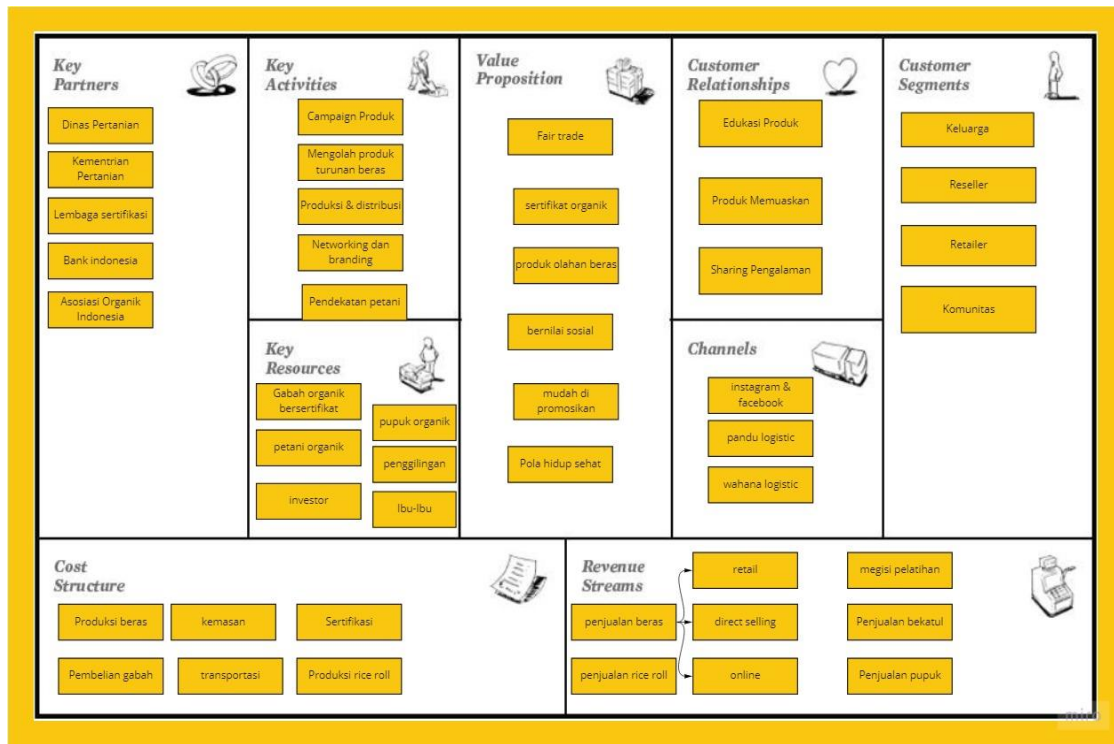 Key
Partners
Dinas Pertanian
Kementrian
Pertanian
Lembaga sertifikasi
Bank indonesia
Asosiasi Organik
Indonesia
Key
Activities
Campaign Produk
Mengolah produk
turunan beras
Produksi & distribusi
Networking dan
branding
Pendekatan petani
Key
Resources
Gabah organik
bersertifikat
petani organik
investor
pupuk organik
penggilingan
Ibu-Ibu
Value
Proposition
Fair trade
sertifikat organik
produk olahan beras
bernilai sosial
mudah di
promosikan
Pola hidup sehat
Customer
Relationships
Edukasi Produk
Produk Memuaskan
Sharing Pengalaman
Channels
instagram &
facebook
pandu logistic
wahana logistic
Customer
Segments
Keluarga
Reseller
Retailer
Komunitas
Cost
Structure
Produksi beras
kemasan
Sertifikasi
Pembelian gabah
transportasi
Produksi rice roll
Revenue
Streams
penjualan beras
penjualan rice roll
retail
direct selling
online
megisi pelatihan
Penjualan bekatul
Penjualan pupuk
miro